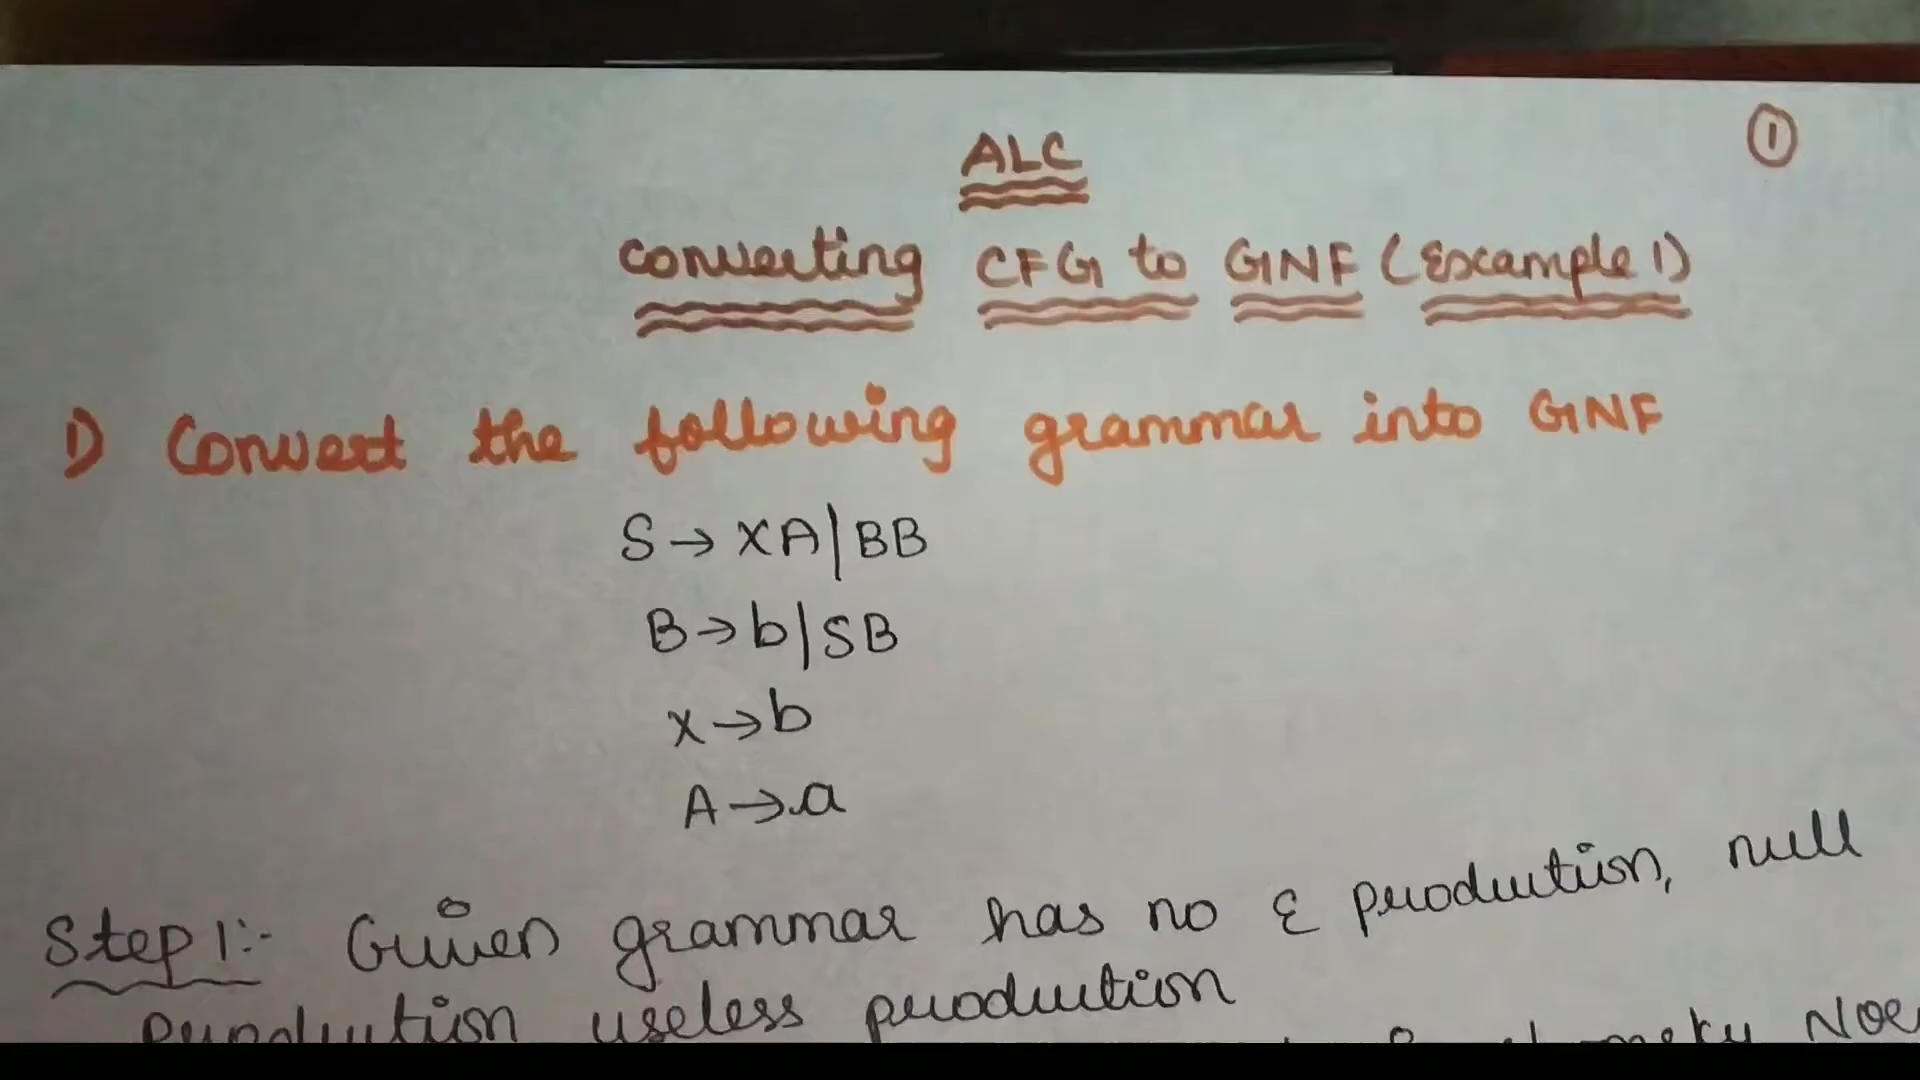 1
ALC
converting CFG to GNF (Example 1)
1) Convert the following grammar into GNF
S → XA | BB
B → b | SB
X → b
A → a
Step 1:- Given grammar has no ε production, null
production useless production